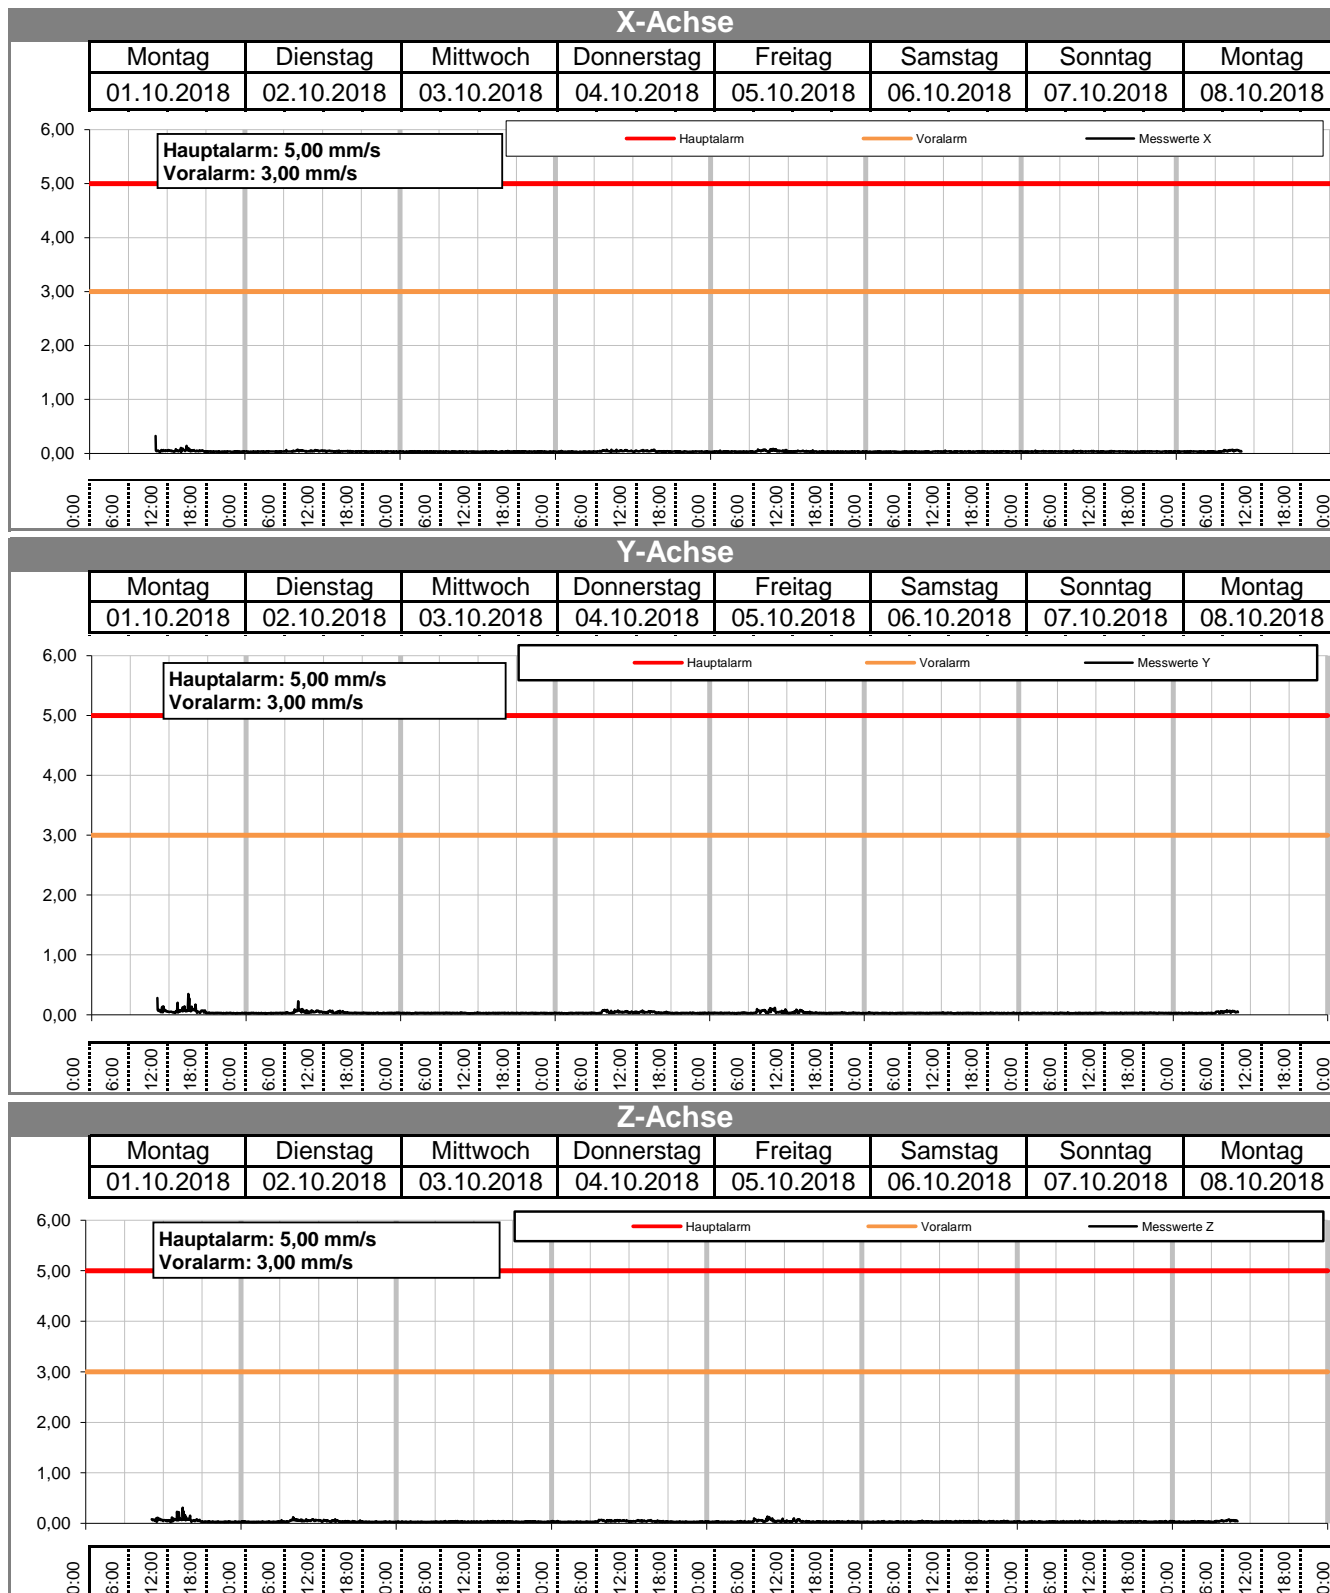 X-Achse
Montag Dienstag Mittwoch Donnerstag Freitag Samstag Sonntag Montag
01.10.2018 02.10.2018 03.10.2018 04.10.2018 05.10.2018 06.10.2018 07.10.2018 08.10.2018
6,00
Hauptalarm: 5,00 mm/s
Voralarm: 3,00 mm/s
Hauptalarm Voralarm Messwerte X
5,00
4,00
3,00
2,00
1,00
0,00
0:00 6:00 12:00 18:00 0:00 6:00 12:00 18:00 0:00 6:00 12:00 18:00 0:00 6:00 12:00 18:00 0:00 6:00 12:00 18:00 0:00 6:00 12:00 18:00 0:00 6:00 12:00 18:00 0:00 6:00 12:00 18:00 0:00
Y-Achse
Montag Dienstag Mittwoch Donnerstag Freitag Samstag Sonntag Montag
01.10.2018 02.10.2018 03.10.2018 04.10.2018 05.10.2018 06.10.2018 07.10.2018 08.10.2018
6,00
Hauptalarm: 5,00 mm/s
Voralarm: 3,00 mm/s
Hauptalarm Voralarm Messwerte Y
5,00
4,00
3,00
2,00
1,00
0,00
0:00 6:00 12:00 18:00 0:00 6:00 12:00 18:00 0:00 6:00 12:00 18:00 0:00 6:00 12:00 18:00 0:00 6:00 12:00 18:00 0:00 6:00 12:00 18:00 0:00 6:00 12:00 18:00 0:00 6:00 12:00 18:00 0:00
Z-Achse
Montag Dienstag Mittwoch Donnerstag Freitag Samstag Sonntag Montag
01.10.2018 02.10.2018 03.10.2018 04.10.2018 05.10.2018 06.10.2018 07.10.2018 08.10.2018
6,00
Hauptalarm: 5,00 mm/s
Voralarm: 3,00 mm/s
Hauptalarm Voralarm Messwerte Z
5,00
4,00
3,00
2,00
1,00
0,00
0:00 6:00 12:00 18:00 0:00 6:00 12:00 18:00 0:00 6:00 12:00 18:00 0:00 6:00 12:00 18:00 0:00 6:00 12:00 18:00 0:00 6:00 12:00 18:00 0:00 6:00 12:00 18:00 0:00 6:00 12:00 18:00 0:00